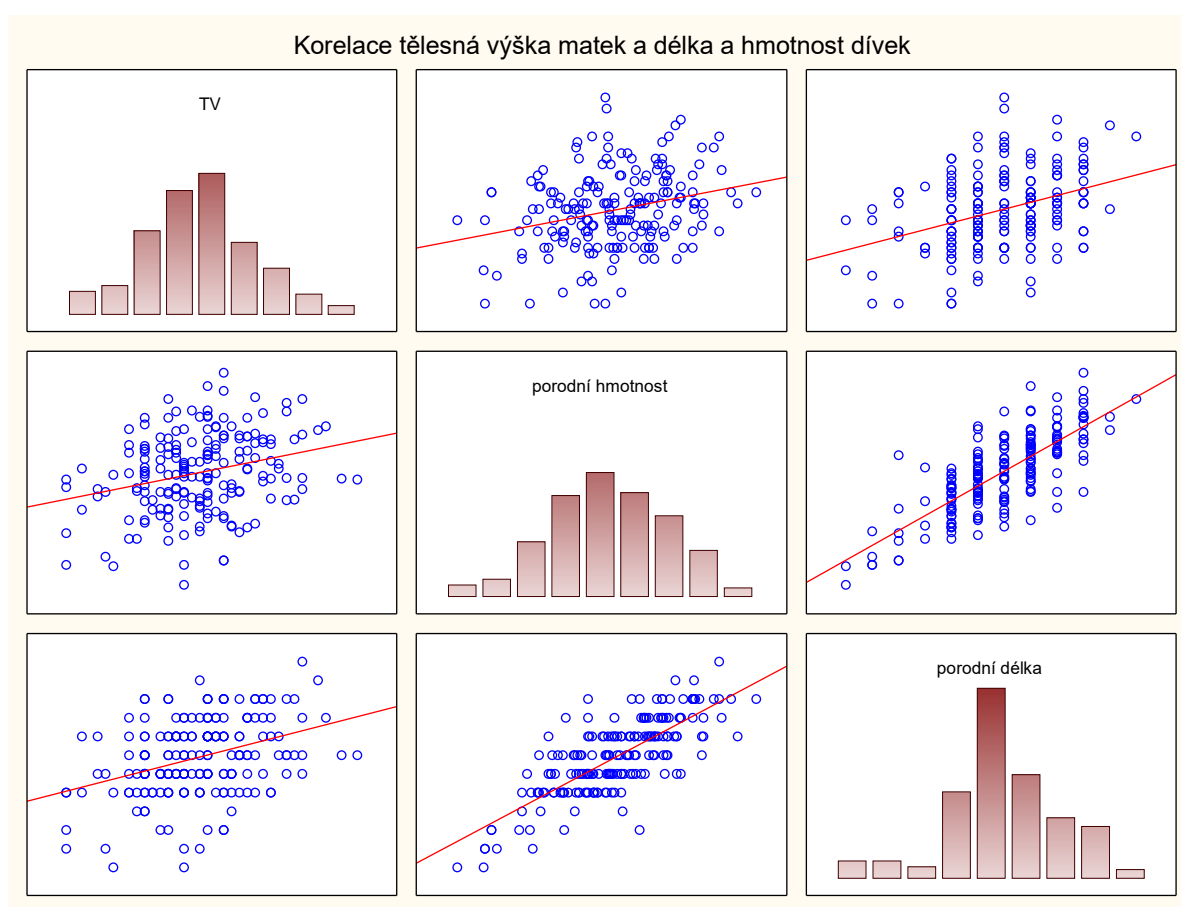 Korelace tělesná výška matek a délka a hmotnost dívek
TV
porodní hmotnost
porodní délka